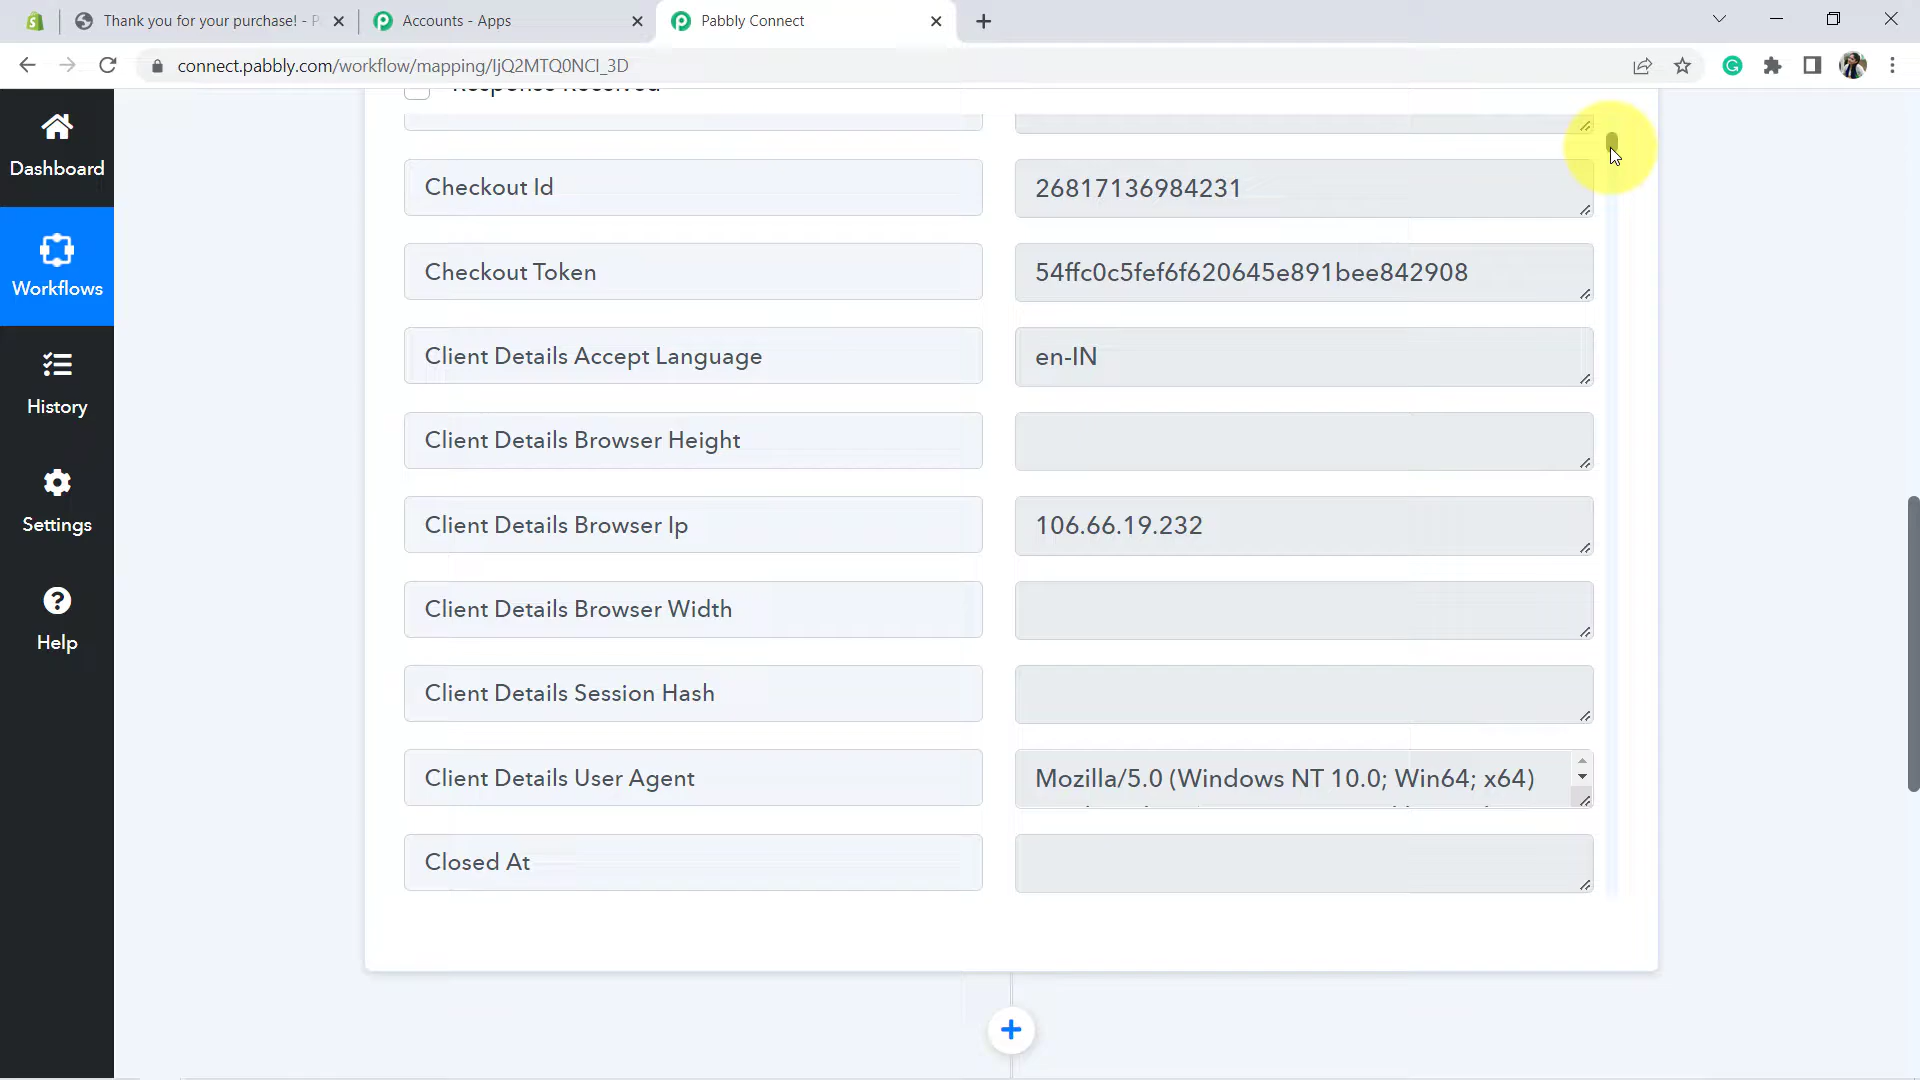 Thank you for your purchase! - P
Accounts - Apps
Pabbly Connect
connect.pabbly.com/workflow/mapping/IjQ2MTQ0NCI_3D
Dashboard
Workflows
History
Settings
Help
Response Received
Checkout Id
26817136984231
Checkout Token
54ffc0c5fef6f620645e891bee842908
Client Details Accept Language
en-IN
Client Details Browser Height
Client Details Browser Ip
106.66.19.232
Client Details Browser Width
Client Details Session Hash
Client Details User Agent
Mozilla/5.0 (Windows NT 10.0; Win64; x64)
Closed At